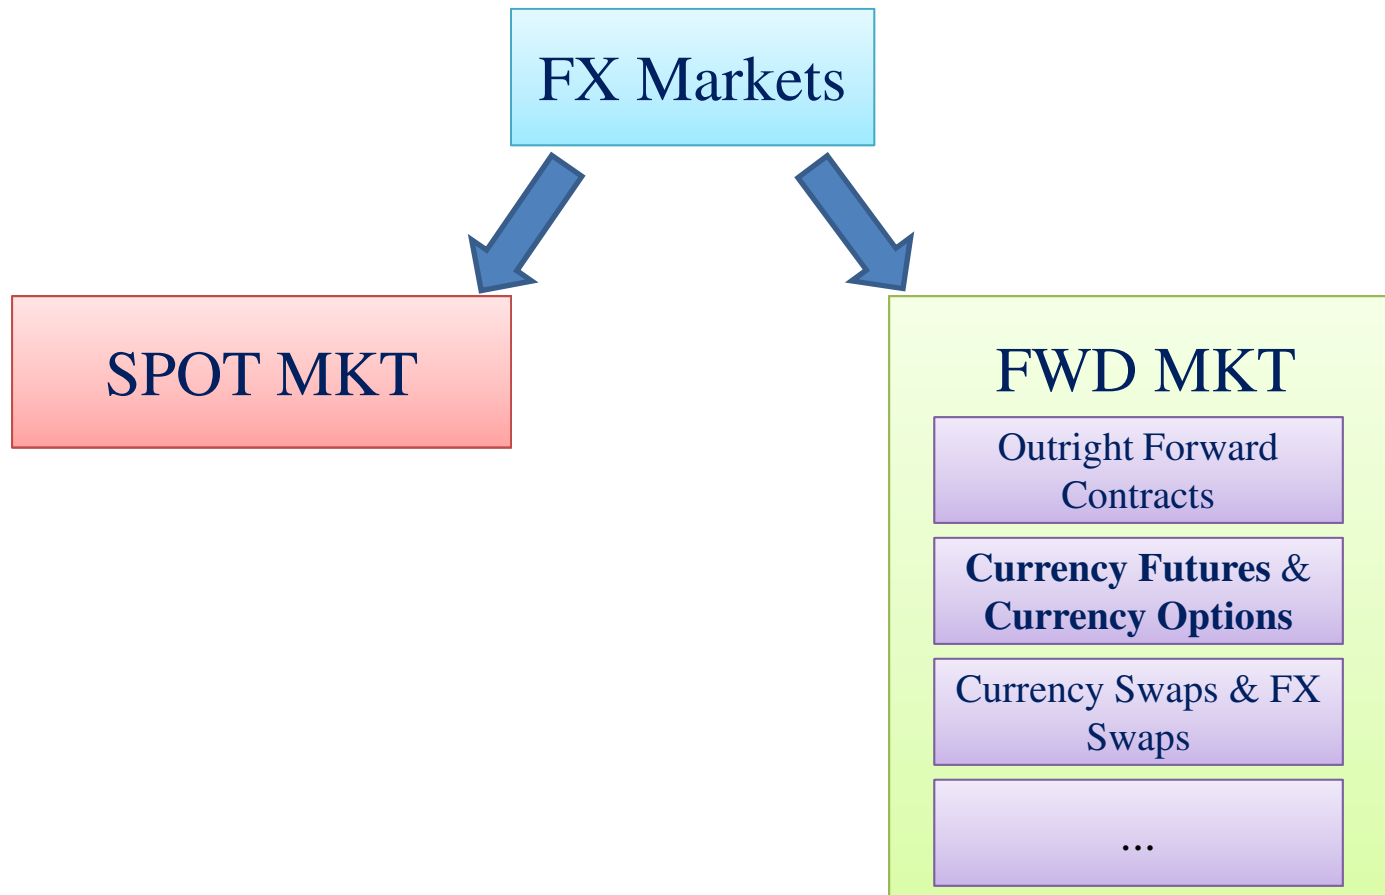 FX Markets
SPOT MKT
FWD MKT
Outright Forward
Contracts
Currency Futures &
Currency Options
Currency Swaps & FX
Swaps
...